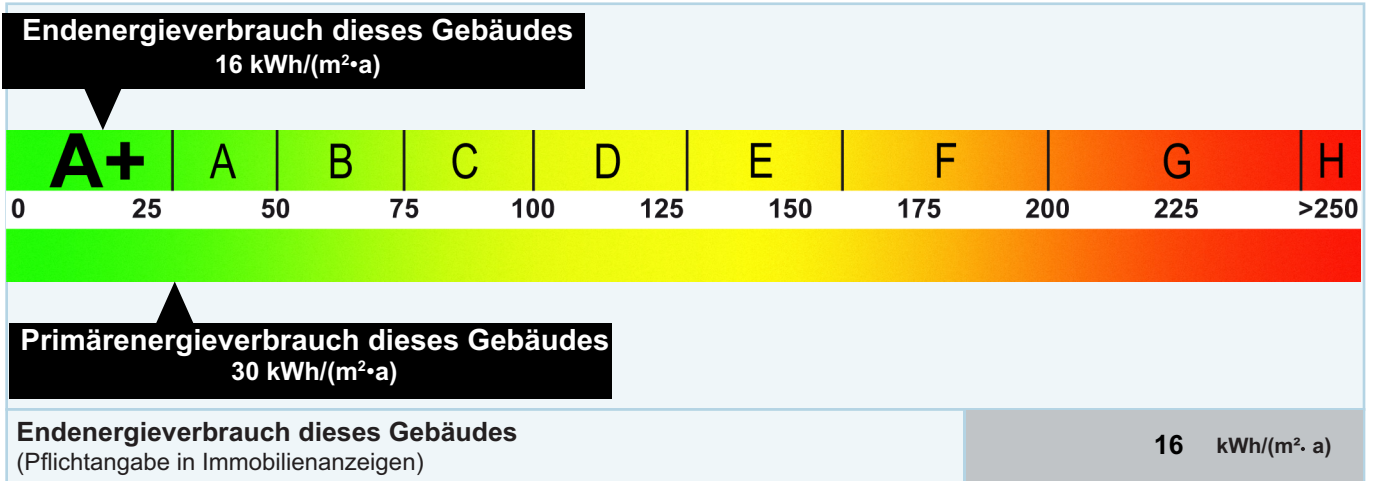 Endenergieverbrauch dieses Gebäudes
16 kWh/(m²•a)
A+ A B C D E F G H
0 25 50 75 100 125 150 175 200 225 >250
Primärenergieverbrauch dieses Gebäudes
30 kWh/(m²•a)
Endenergieverbrauch dieses Gebäudes
(Pflichtangabe in Immobilienanzeigen)
16 kWh/(m²· a)